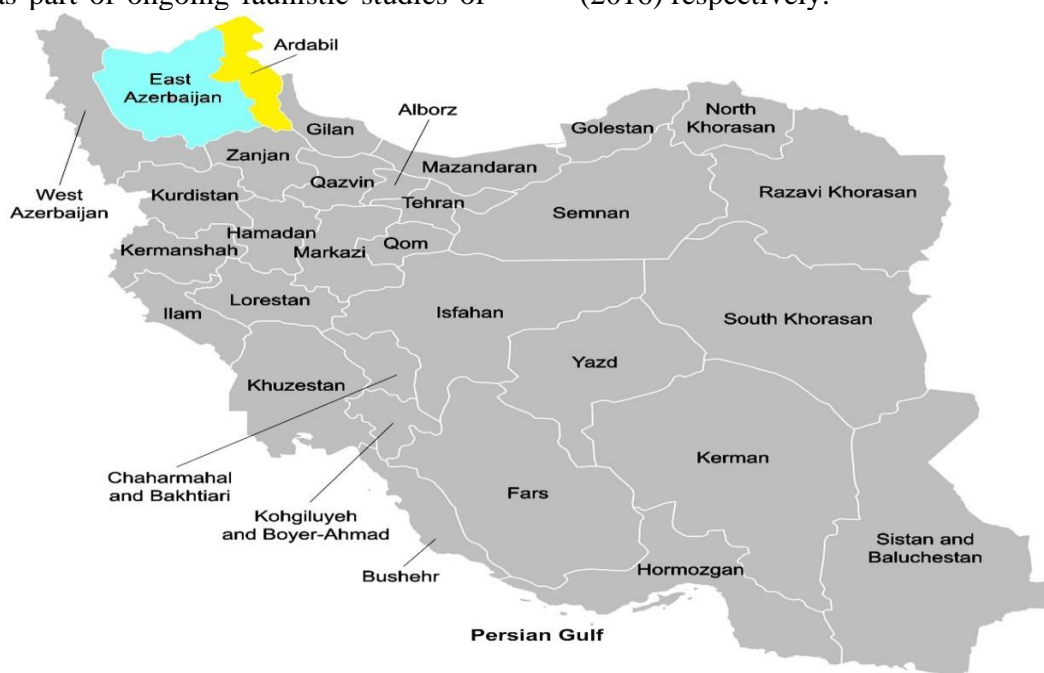 as part of ongoing faunistic studies of
(2016) respectively.
Ardabil
East
Azerbaijan
Alborz
North
Khorasan
Golestan
Gilan
Zanjan
Mazandaran
Qazvin
West
Azerbaijan
Kurdistan
Tehran
Razavi Khorasan
Semnan
Hamadan
Qom
Kermanshah
Markazi
Lorestan
Ilam
Isfahan
South Khorasan
Yazd
Khuzestan
Kerman
Chaharmahal
and Bakhtiari
Fars
Kohgiluyeh
and Boyer-Ahmad
Sistan and
Baluchestan
Bushehr
Hormozgan
Persian Gulf